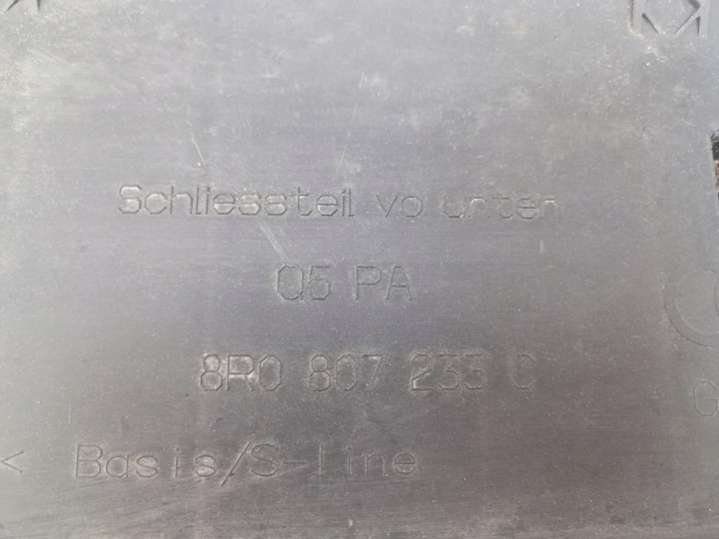 Schliessteil vo unten
Q5 PA
8R0 807 233 C
< Basis/S-line